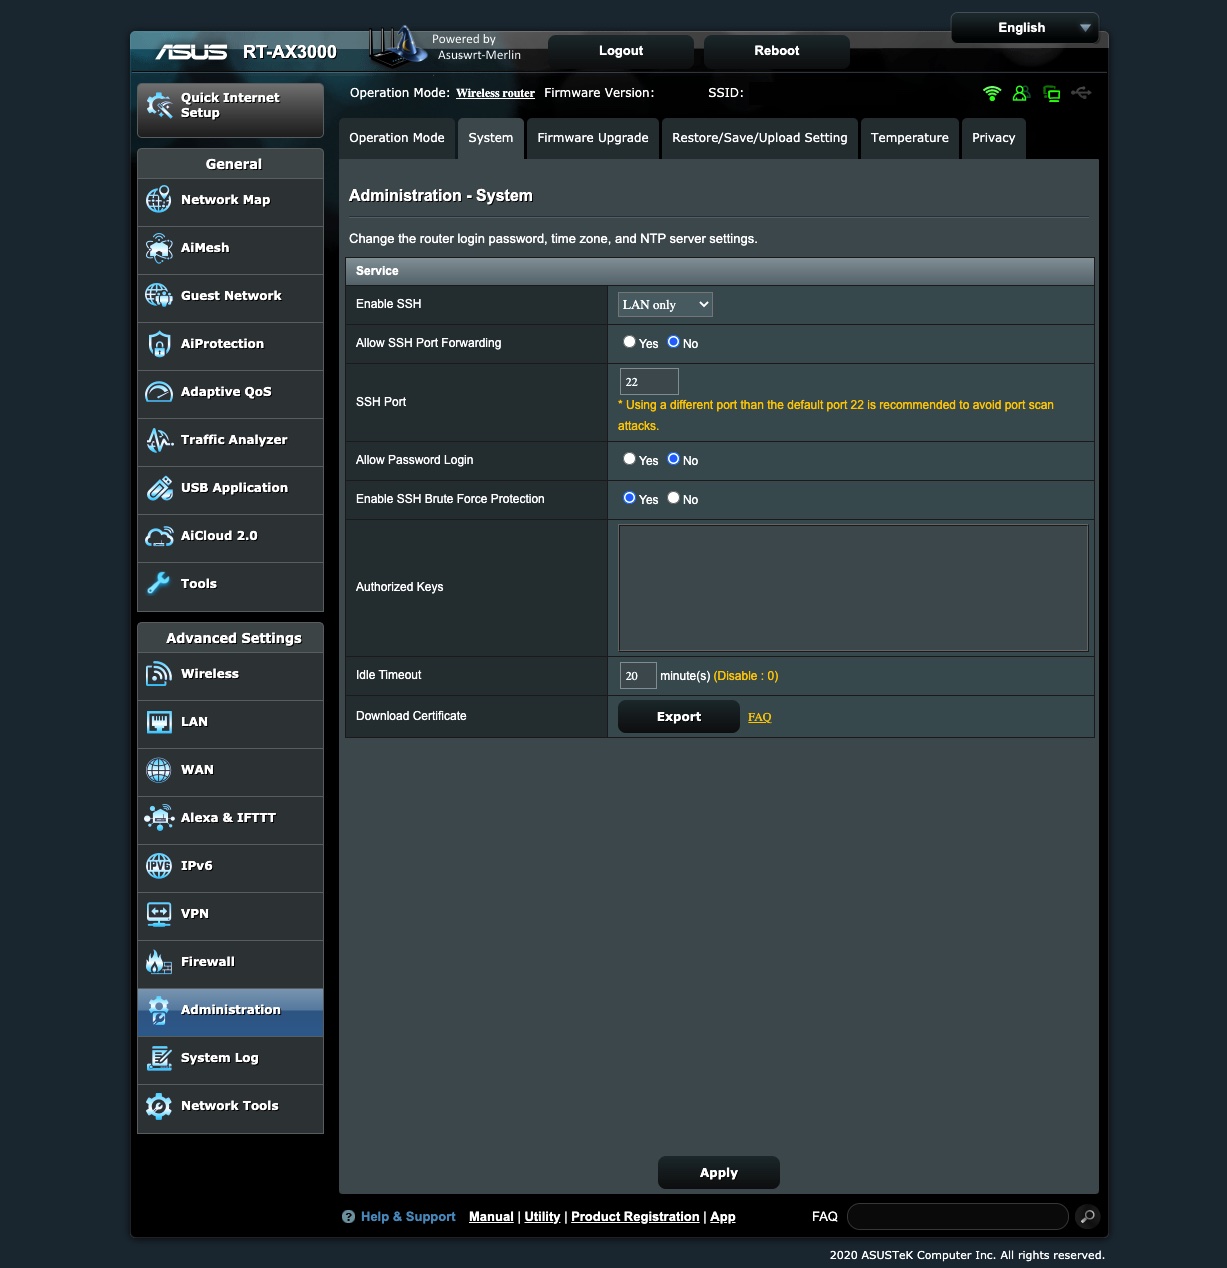 English
ASUS RT-AX3000
Powered by
Asuswrt-Merlin
Logout
Reboot
Quick Internet
Setup
Operation Mode: Wireless router Firmware Version: SSID:
Operation Mode
System
Firmware Upgrade
Restore/Save/Upload Setting
Temperature
Privacy
General
Network Map
AiMesh
Guest Network
AiProtection
Adaptive QoS
Traffic Analyzer
USB Application
AiCloud 2.0
Tools
Advanced Settings
Wireless
LAN
WAN
Alexa & IFTTT
IPV6
IPv6
VPN
Firewall
Administration
System Log
Network Tools
Administration - System
Change the router login password, time zone, and NTP server settings.
Service
Enable SSH
LAN only
Allow SSH Port Forwarding
Yes No
SSH Port
22
* Using a different port than the default port 22 is recommended to avoid port scan
attacks.
Allow Password Login
Yes No
Enable SSH Brute Force Protection
Yes No
Authorized Keys
Idle Timeout
20 minute(s) (Disable : 0)
Download Certificate
Export FAQ
Apply
? Help & Support Manual | Utility | Product Registration | App
FAQ
2020 ASUSTeK Computer Inc. All rights reserved.